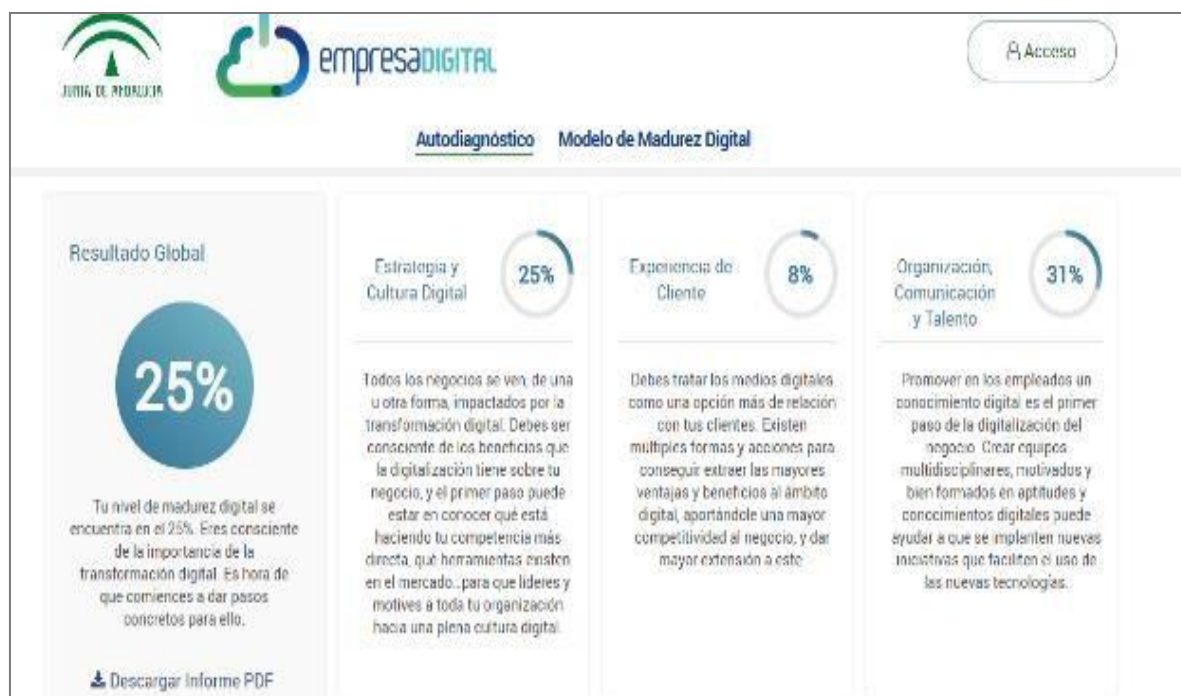 JUNTA DE ANDALUCIA
empresaDIGITAL
Acceso
Autodiagnóstico
Modelo de Madurez Digital
Resultado Global
25%
Tu nivel de madurez digital se
encuentra en el 25%. Eres consciente
de la importancia de la
transformación digital. Es hora de
que comiences a dar pasos
concretos para ello.
Descargar Informe PDF
Estrategia y
Cultura Digital
25%
Todos los negocios se ven, de una
u otra forma, impactados por la
transformación digital. Debes ser
consciente de los beneficios que
la digitalización tiene sobre tu
negocio, y el primer paso puede
estar en conocer qué está
haciendo tu competencia más
directa, qué herramientas existen
en el mercado...para que lideres y
motives a toda tu organización
hacia una plena cultura digital.
Experiencia de
Cliente
8%
Debes tratar los medios digitales
como una opción más de relación
con tus clientes. Existen
múltiples formas y acciones para
conseguir extraer las mayores
ventajas y beneficios al ámbito
digital, aportándole una mayor
competitividad al negocio, y dar
mayor extensión a este
Organización,
Comunicación
y Talento
31%
Promover en los empleados un
conocimiento digital es el primer
paso de la digitalización del
negocio. Crear equipos
multidisciplinares, motivados y
bien formados en aptitudes y
conocimientos digitales puede
ayudar a que se implanten nuevas
iniciativas que faciliten el uso de
las nuevas tecnologías.